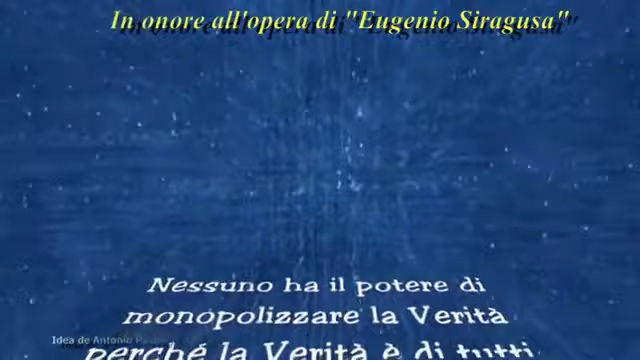 In onore all'opera di "Eugenio Siragusa"
Nessuno ha il potere di
monopolizzare la Verità
perché la Verità è di tutti
Idea de Antonio